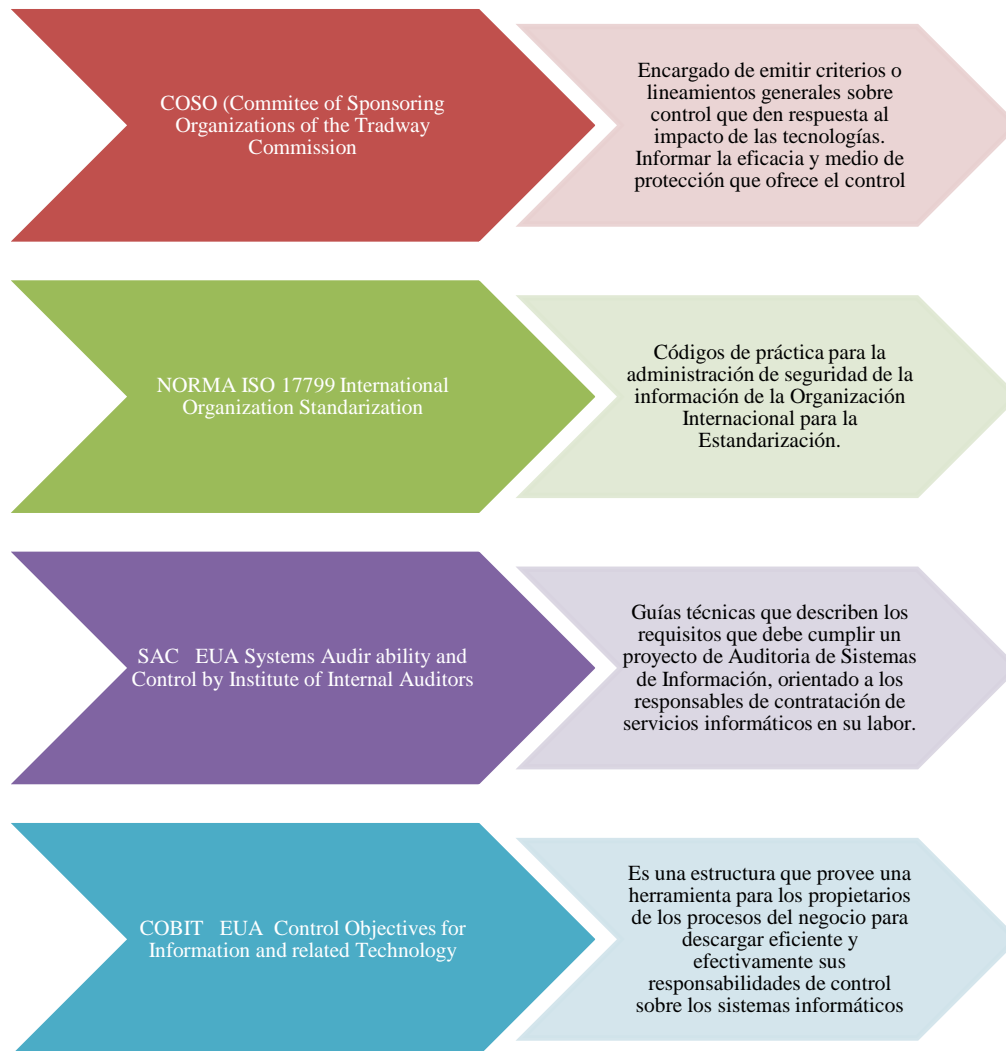 COSO (Commitee of Sponsoring
Organizations of the Tradway
Commission
Encargado de emitir criterios o
lineamientos generales sobre
control que den respuesta al
impacto de las tecnologías.
Informar la eficacia y medio de
protección que ofrece el control
NORMA ISO 17799 International
Organization Standarization
Códigos de práctica para la
administración de seguridad de la
información de la Organización
Internacional para la
Estandarización.
SAC   EUA Systems Audir ability and
Control by Institute of Internal Auditors
Guías técnicas que describen los
requisitos que debe cumplir un
proyecto de Auditoria de Sistemas
de Información, orientado a los
responsables de contratación de
servicios informáticos en su labor.
COBIT   EUA  Control Objectives for
Information and related Technology
Es una estructura que provee una
herramienta para los propietarios
de los procesos del negocio para
descargar eficiente y
efectivamente sus
responsabilidades de control
sobre los sistemas informáticos